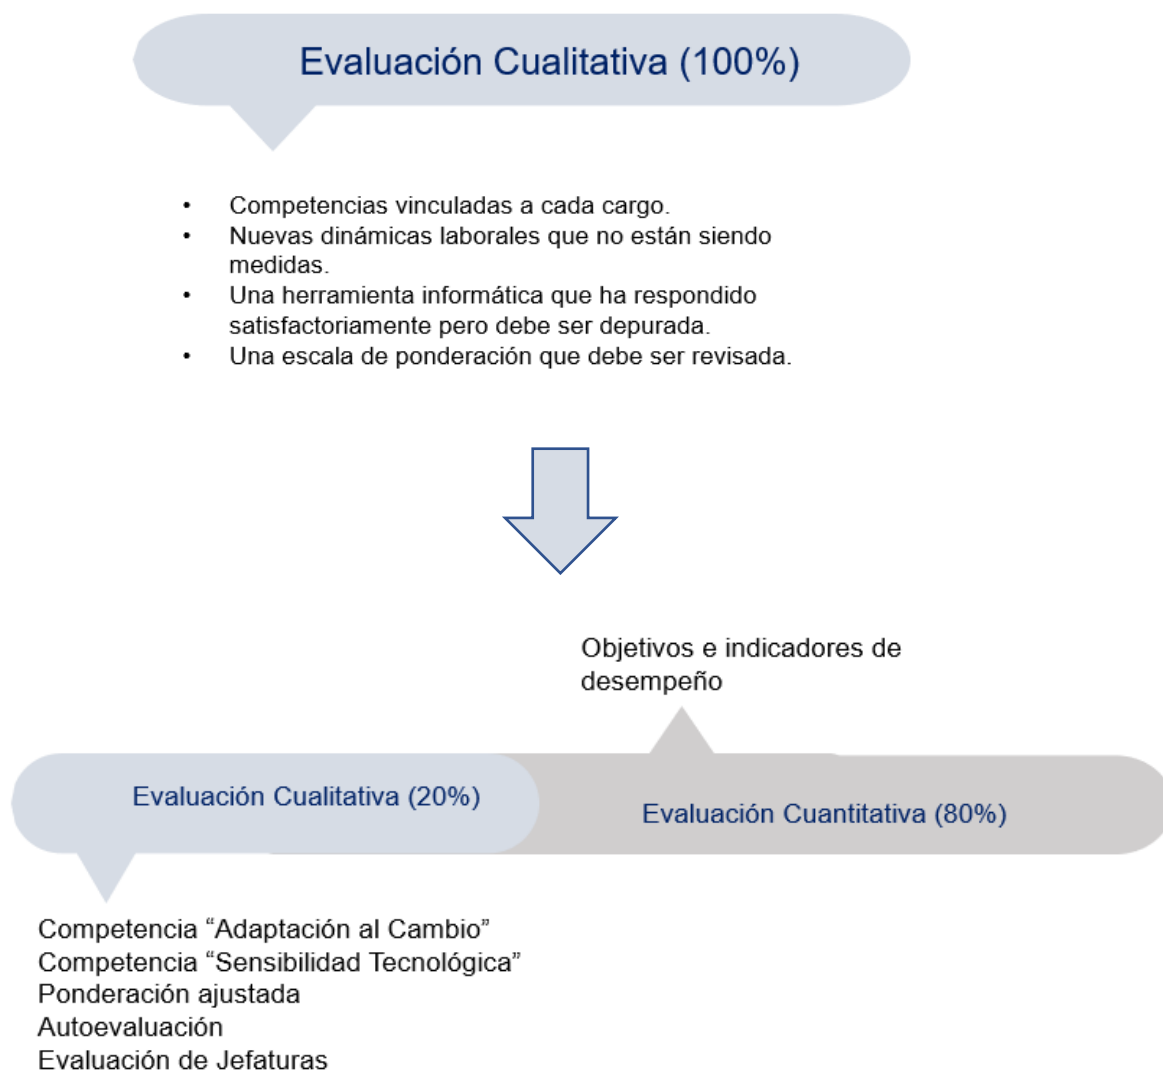 Evaluación Cualitativa (100%)
• Competencias vinculadas a cada cargo.
• Nuevas dinámicas laborales que no están siendo
medidas.
• Una herramienta informática que ha respondido
satisfactoriamente pero debe ser depurada.
• Una escala de ponderación que debe ser revisada.
Objetivos e indicadores de
desempeño
Evaluación Cualitativa (20%)
Evaluación Cuantitativa (80%)
Competencia “Adaptación al Cambio”
Competencia “Sensibilidad Tecnológica”
Ponderación ajustada
Autoevaluación
Evaluación de Jefaturas